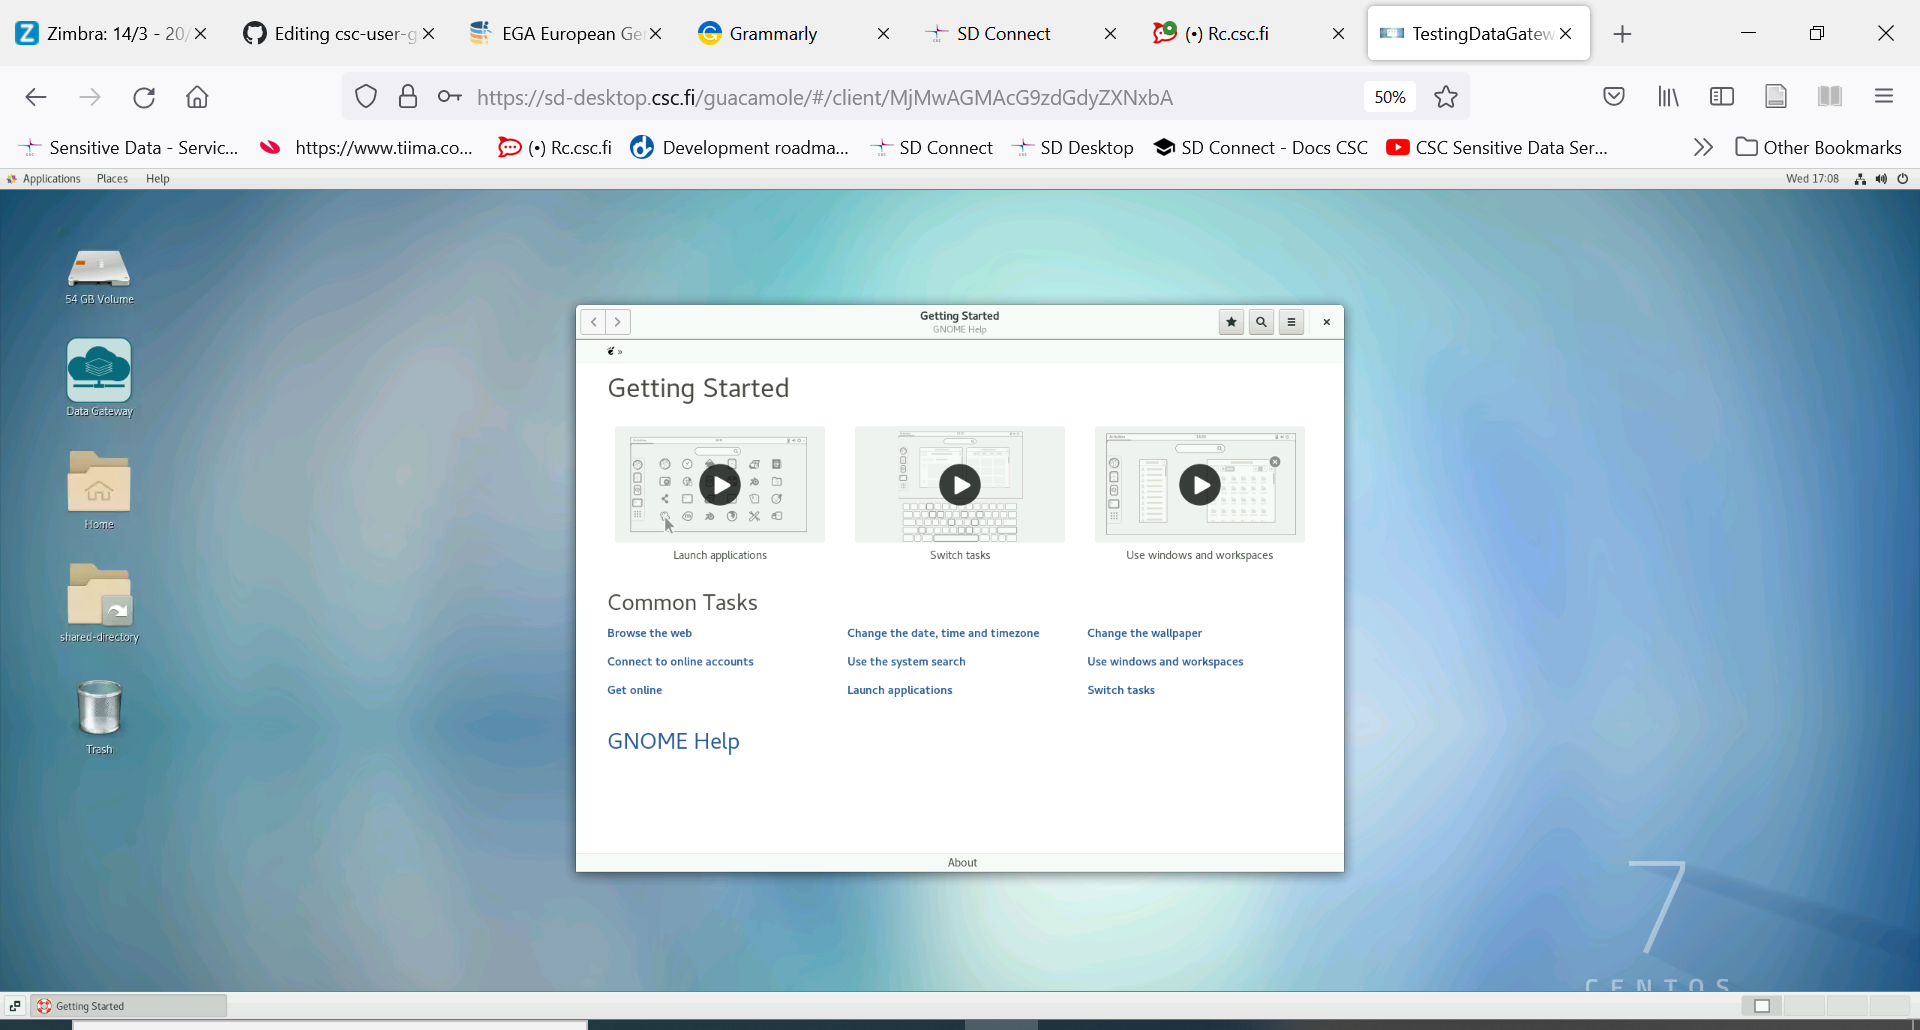 Zimbra: 14/3 - 20/
Editing csc-user-g
EGA European Ge
Grammarly
SD Connect
(•) Rc.csc.fi
TestingDataGatew
https://sd-desktop.csc.fi/guacamole/#/client/MjMwAGMAcG9zdGdyZXNxbA
50%
Sensitive Data - Servic...
https://www.tiima.co...
(•) Rc.csc.fi
Development roadma...
SD Connect
SD Desktop
SD Connect - Docs CSC
CSC Sensitive Data Ser...
Other Bookmarks
Applications
Places
Help
Wed 17:08
54 GB Volume
Data Gateway
Home
shared-directory
Trash
Getting Started
GNOME Help
»
Getting Started
Launch applications
Switch tasks
Use windows and workspaces
Common Tasks
Browse the web
Change the date, time and timezone
Change the wallpaper
Connect to online accounts
Use the system search
Use windows and workspaces
Get online
Launch applications
Switch tasks
GNOME Help
About
7
CENTOS
Getting Started